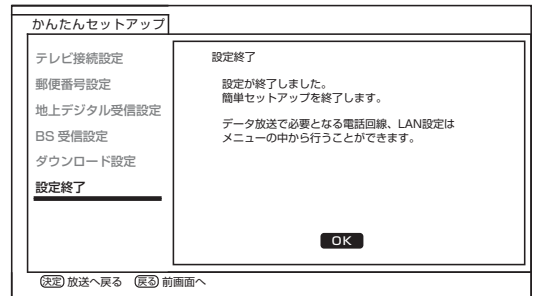 かんたんセットアップ
テレビ接続設定
郵便番号設定
地上デジタル受信設定
BS 受信設定
ダウンロード設定
設定終了
設定終了
設定が終了しました。
簡単セットアップを終了します。
データ放送で必要となる電話回線、LAN設定は
メニューの中から行うことができます。
OK
決定 放送へ戻る 戻る 前画面へ